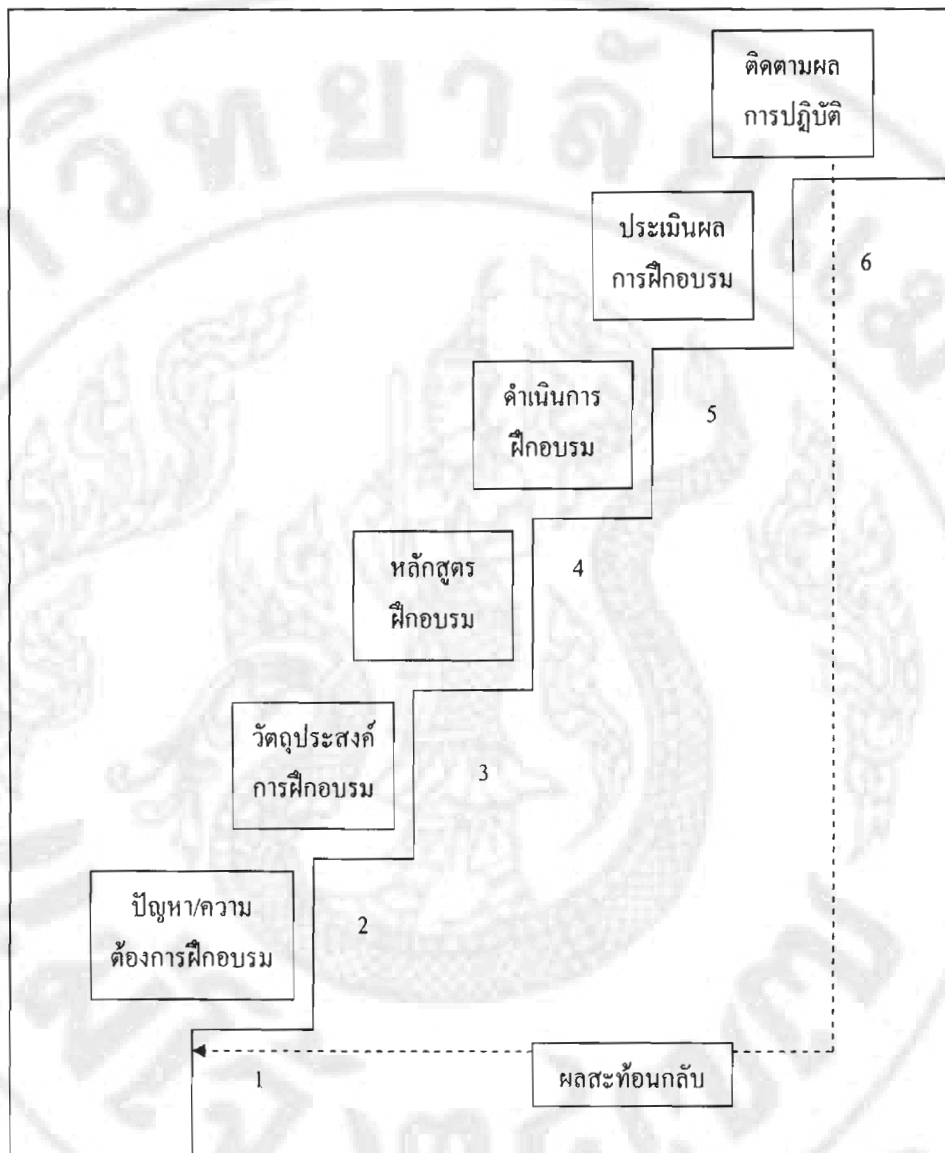 ติดตามผล
การปฏิบัติ
ประเมินผล
การฝึกอบรม
6
ดำเนินการ
ฝึกอบรม
5
หลักสูตร
ฝึกอบรม
4
วัตถุประสงค์
การฝึกอบรม
3
ปัญหา/ความ
ต้องการฝึกอบรม
2
1
ผลสะท้อนกลับ